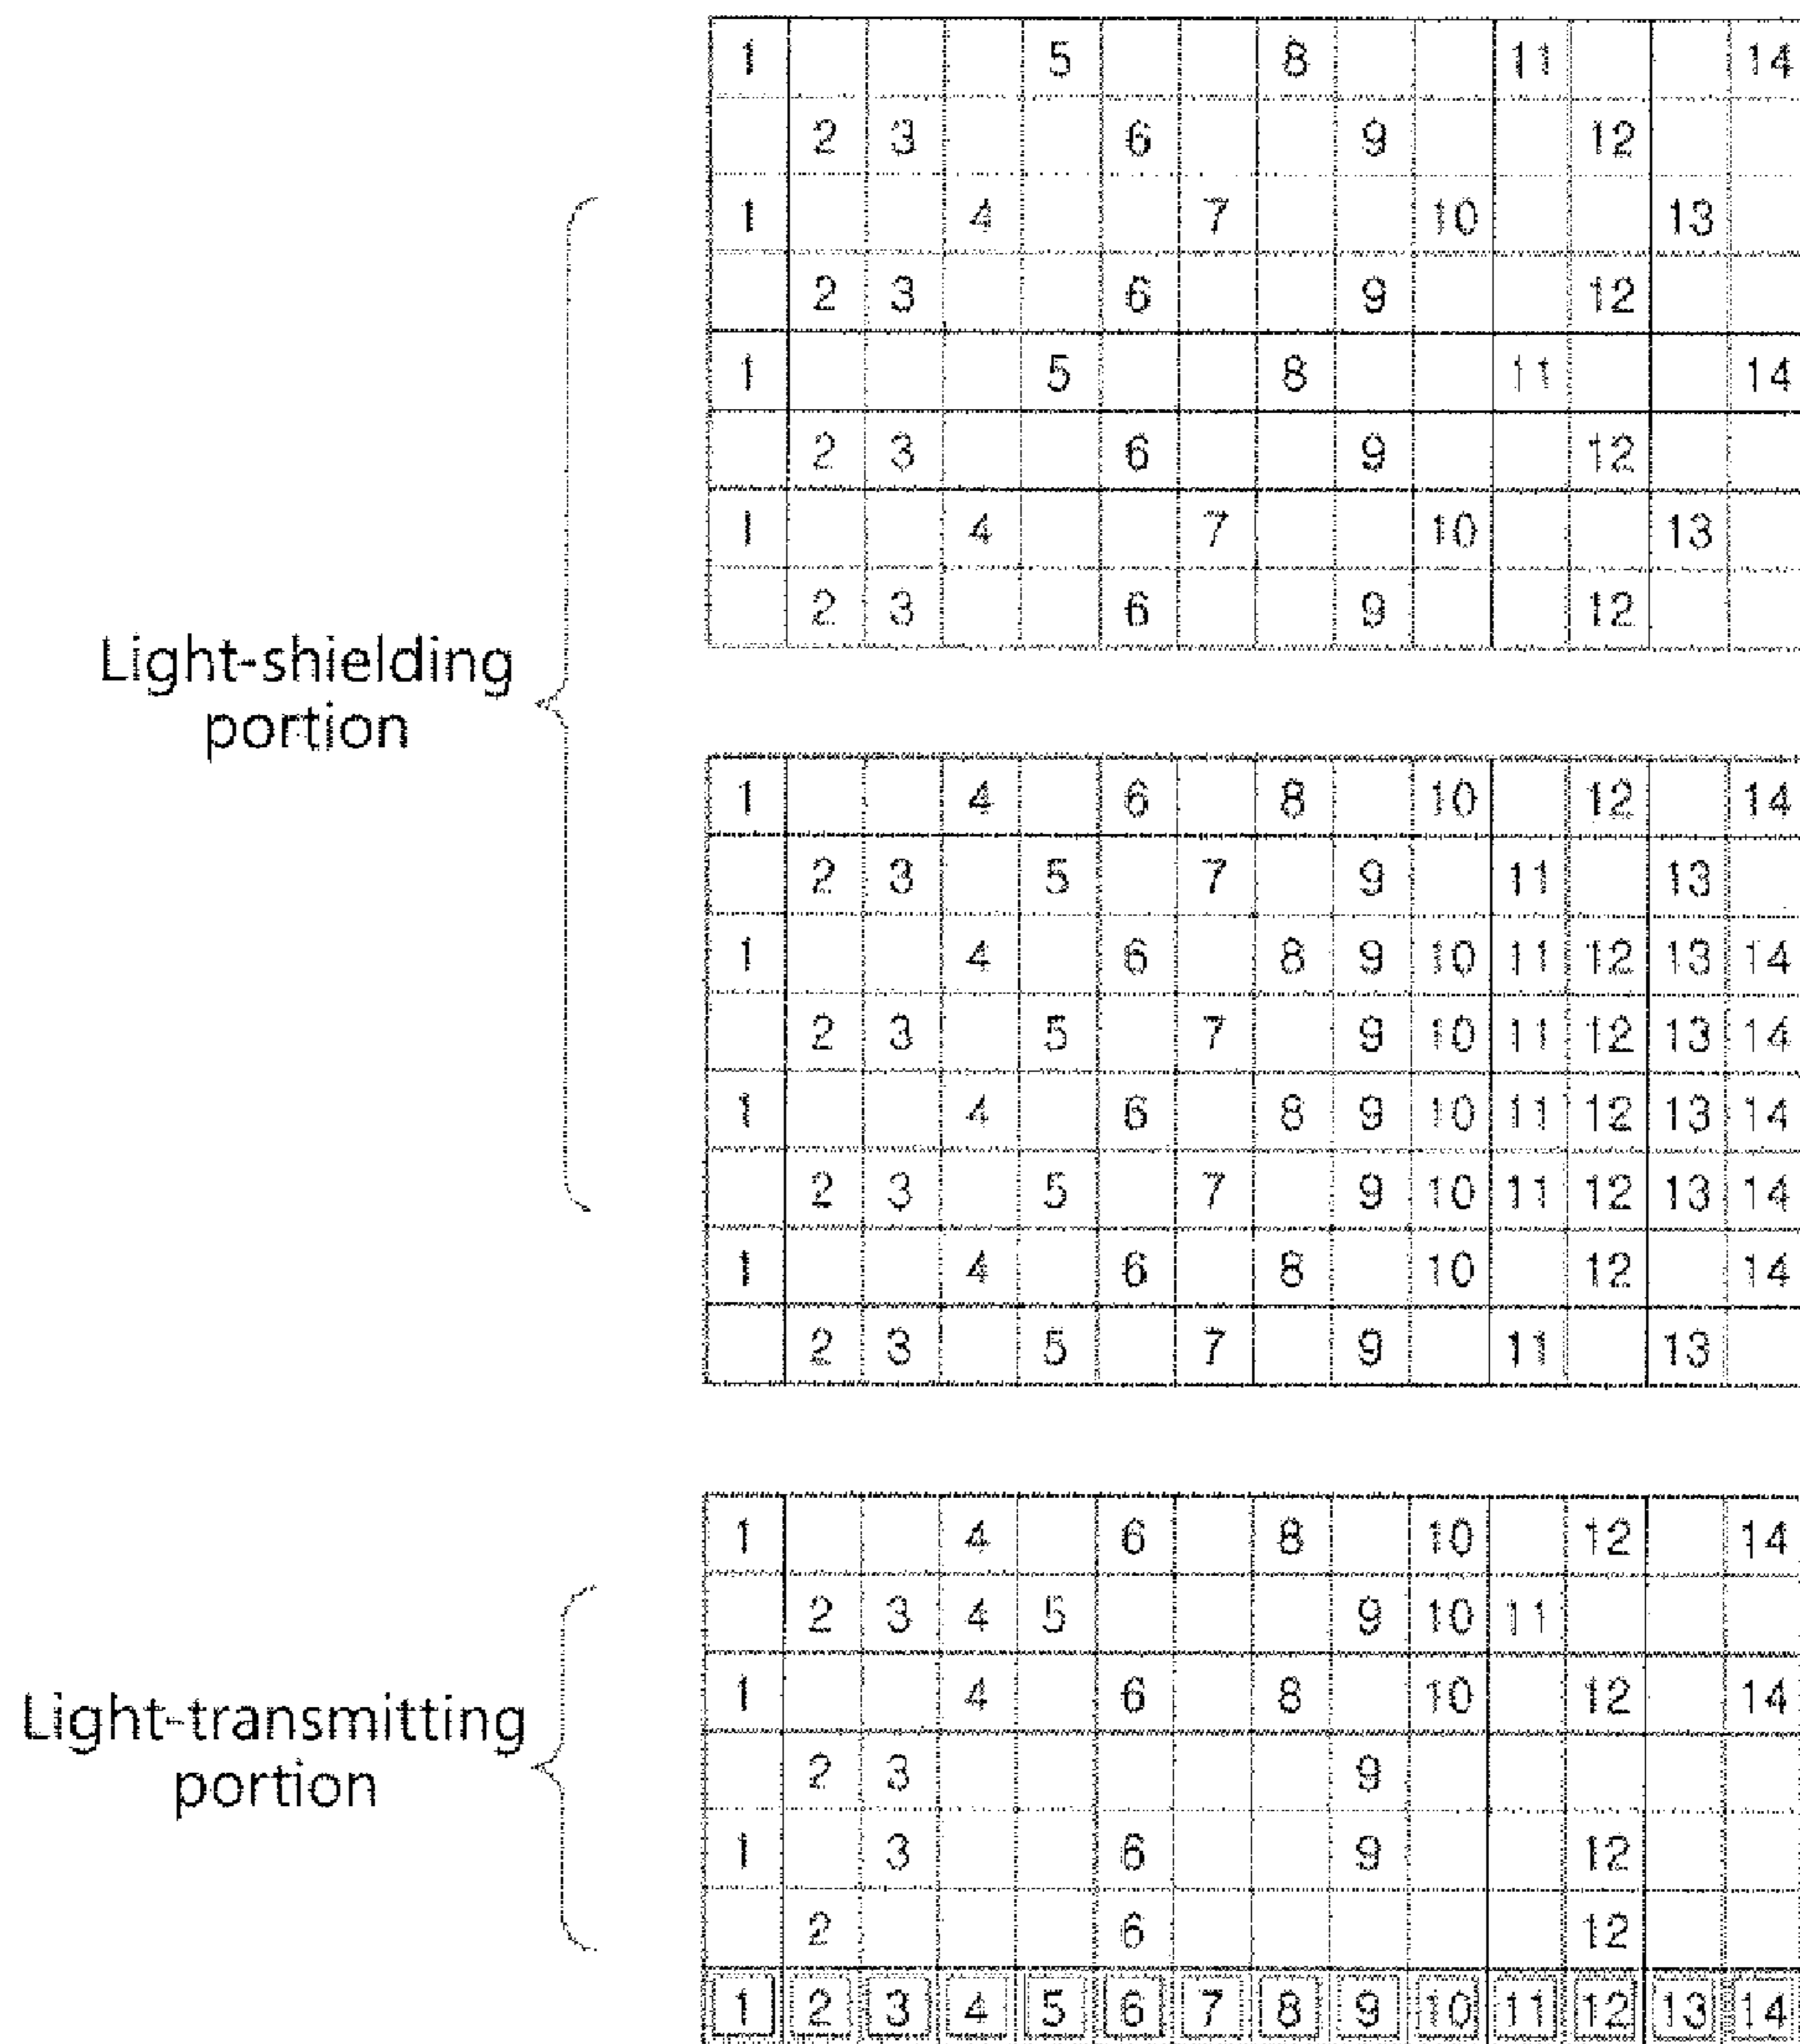 1 5 8 11 14
2 3 6 9 12
1 4 7 10 13
2 3 6 9 12
1 5 8 11 14
2 3 6 9 12
1 4 7 10 13
2 3 6 9 12
Light-shielding
portion
1 4 6 8 10 12 14
2 3 5 7 9 11 13
1 4 6 8 9 10 11 12 13 14
2 3 5 7 9 10 11 12 13 14
1 4 6 8 9 10 11 12 13 14
2 3 5 7 9 10 11 12 13 14
1 4 6 8 10 12 14
2 3 5 7 9 11 13
1 4 6 8 10 12 14
2 3 4 5 9 10 11
1 4 6 8 10 12 14
Light-transmitting
portion
2 3 9
1 3 6 9 12
2 6 12
1 2 3 4 5 6 7 8 9 10 11 12 13 14